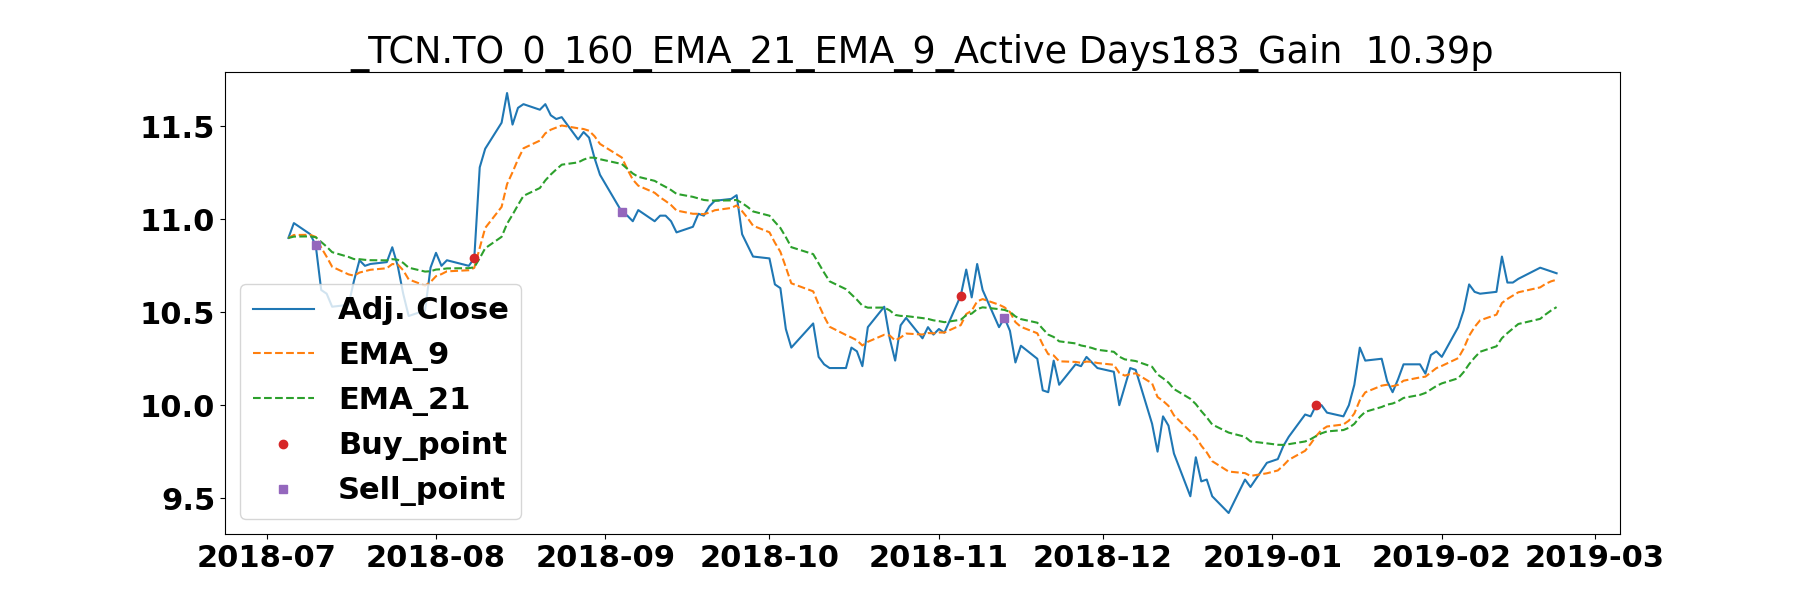 _TCN.TO_0_160_EMA_21_EMA_9_Active Days183_Gain  10.39p
11.5
11.0
10.5
10.0
9.5
Adj. Close
EMA_9
EMA_21
Buy_point
Sell_point
2018-07 2018-08 2018-09 2018-10 2018-11 2018-12 2019-01 2019-02 2019-03